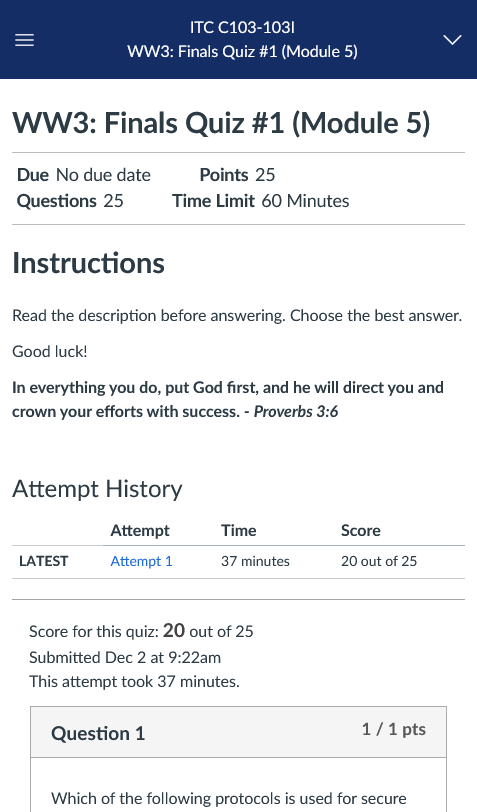 ITC C103-103I
WW3: Finals Quiz #1 (Module 5)
WW3: Finals Quiz #1 (Module 5)
Due No due date Points 25
Questions 25 Time Limit 60 Minutes
Instructions
Read the description before answering. Choose the best answer.
Good luck!
In everything you do, put God first, and he will direct you and
crown your efforts with success. - Proverbs 3:6
Attempt History
Attempt Time Score
LATEST Attempt 1 37 minutes 20 out of 25
Score for this quiz: 20 out of 25
Submitted Dec 2 at 9:22am
This attempt took 37 minutes.
Question 1 1 / 1 pts
Which of the following protocols is used for secure